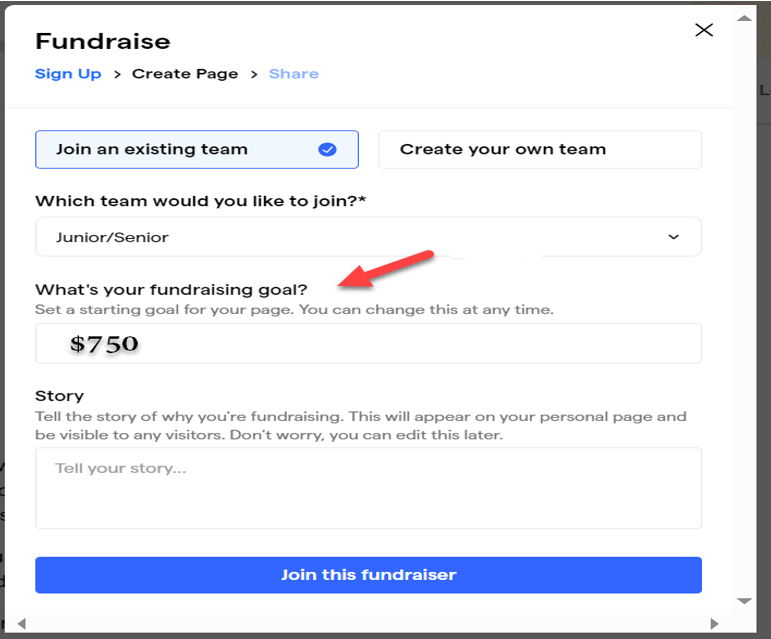 Fundraise
Sign Up > Create Page > Share
Join an existing team
Create your own team
Which team would you like to join?*
Junior/Senior
What's your fundraising goal?
Set a starting goal for your page. You can change this at any time.
$750
Story
Tell the story of why you're fundraising. This will appear on your personal page and
be visible to any visitors. Don't worry, you can edit this later.
Tell your story...
Join this fundraiser